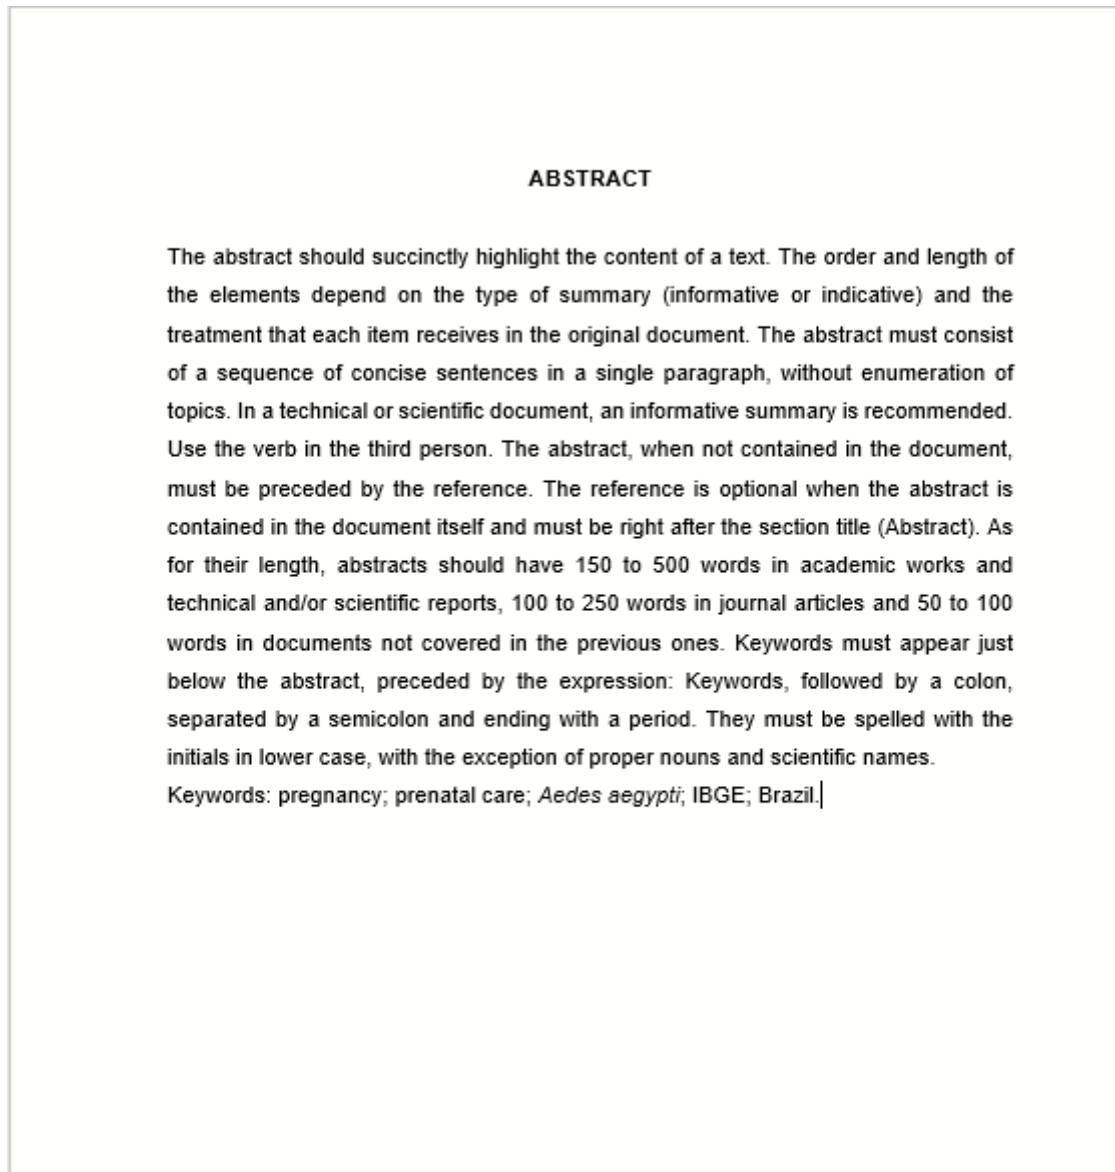 ABSTRACT
The abstract should succinctly highlight the content of a text. The order and length of
the elements depend on the type of summary (informative or indicative) and the
treatment that each item receives in the original document. The abstract must consist
of a sequence of concise sentences in a single paragraph, without enumeration of
topics. In a technical or scientific document, an informative summary is recommended.
Use the verb in the third person. The abstract, when not contained in the document,
must be preceded by the reference. The reference is optional when the abstract is
contained in the document itself and must be right after the section title (Abstract). As
for their length, abstracts should have 150 to 500 words in academic works and
technical and/or scientific reports, 100 to 250 words in journal articles and 50 to 100
words in documents not covered in the previous ones. Keywords must appear just
below the abstract, preceded by the expression: Keywords, followed by a colon,
separated by a semicolon and ending with a period. They must be spelled with the
initials in lower case, with the exception of proper nouns and scientific names.
Keywords: pregnancy; prenatal care; Aedes aegypti; IBGE; Brazil.